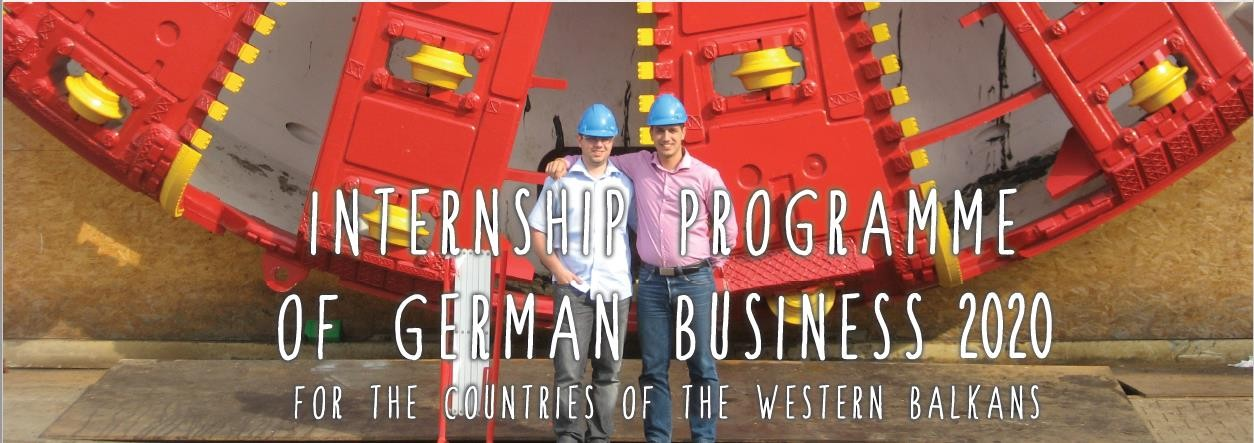 INTERNSHIP PROGRAMME
OF GERMAN BUSINESS 2020
FOR THE COUNTRIES OF THE WESTERN BALKANS